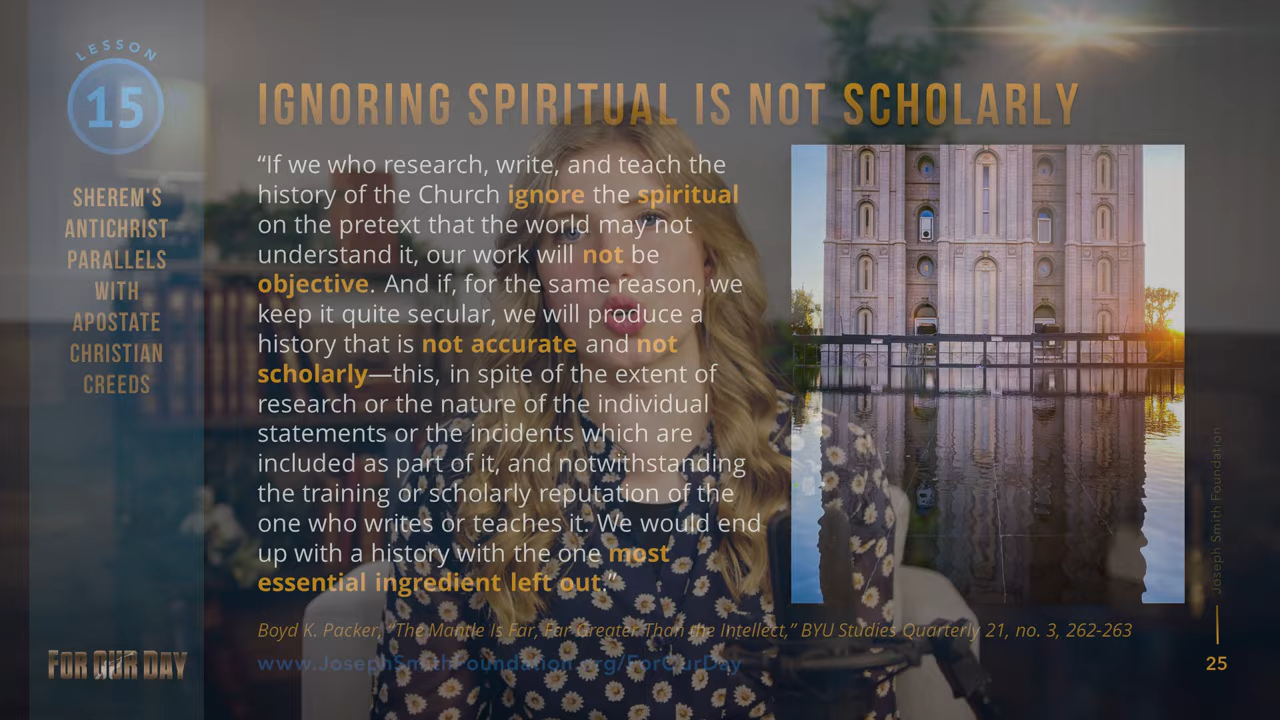 LESSON
15
SHEREM'S
ANTICHRIST
PARALLELS
WITH
APOSTATE
CHRISTIAN
CREEDS
FOR OUR DAY
IGNORING SPIRITUAL IS NOT SCHOLARLY
“If we who research, write, and teach the
history of the Church ignore the spiritual
on the pretext that the world may not
understand it, our work will not be
objective. And if, for the same reason, we
keep it quite secular, we will produce a
history that is not accurate and not
scholarly—this, in spite of the extent of
research or the nature of the individual
statements or the incidents which are
included as part of it, and notwithstanding
the training or scholarly reputation of the
one who writes or teaches it. We would end
up with a history with the one most
essential ingredient left out.”
Boyd K. Packer, “The Mantle Is Far, Far Greater Than the Intellect,” BYU Studies Quarterly 21, no. 3, 262-263
www.JosephSmithFoundation.org/ForOurDay
Joseph Smith Foundation
25